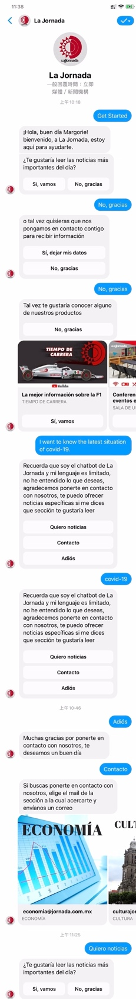 11:38
La Jornada
La Jornada
La Jornada
一般回覆時間：立即
媒體 / 新聞機構
上午 10:18
Get Started
¡Hola, buen día Margorie!
bienvenido, a La Jornada, estoy
aquí para ayudarte.
¿Te gustaría leer las noticias más
importantes del día?
Si, vamos
No, gracias
No, gracias
o tal vez quisieras que nos
pongamos en contacto contigo
para recibir información
Sí, dejar mis datos
No, gracias
No, gracias
Tal vez te gustaría conocer alguno
de nuestros productos
No, gracias
TIEMPO DE
CARRERA
YouTube
La mejor información sobre la F1
TIEMPO DE CARRERA
Sí, vamos
LaJornada
Conferen
eventos e
SALA DE U
I want to know the latest situation
of covid-19.
Recuerda que soy el chatbot de La
Jornada y mi lenguaje es limitado,
no he entendido lo que deseas,
agradecemos ponerte en contacto
con nosotros, te puedo ofrecer
noticias específicas si me dices
que sección te gustaría leer
Quiero noticias
Contacto
Adiós
covid-19
Recuerda que soy el chatbot de La
Jornada y mi lenguaje es limitado,
no he entendido lo que deseas,
agradecemos ponerte en contacto
con nosotros, te puedo ofrecer
noticias específicas si me dices
que sección te gustaría leer
Quiero noticias
Contacto
Adiós
上午 10:46
Adiós
Muchas gracias por ponerte en
contacto con nosotros, te
deseamos un buen día
Contacto
Si buscas ponerte en contacto con
nosotros, elige el mail de la
sección a la cual acercarte y
envíanos un correo
ECONOMÍA
economia@jornada.com.mx
ECONOMÍA
CULT
culturajor
CULTURA
上午 11:25
Quiero noticias
¿Te gustaría leer las noticias más
importantes del día?
Si, vamos
No, gracias